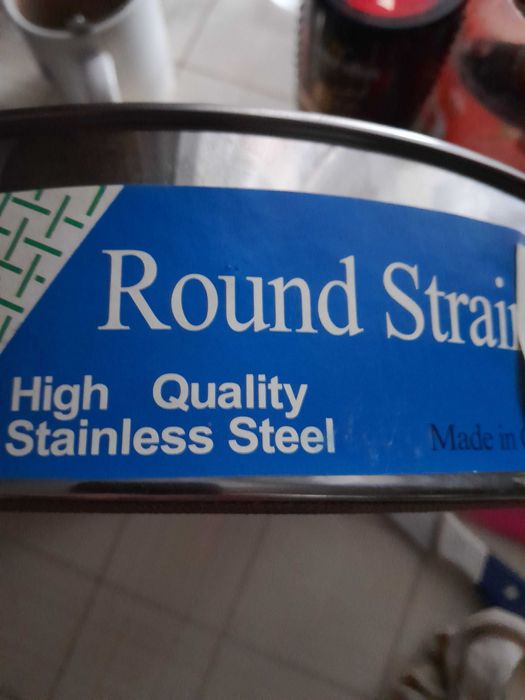 Round Strai
High Quality
Stainless Steel
Made in